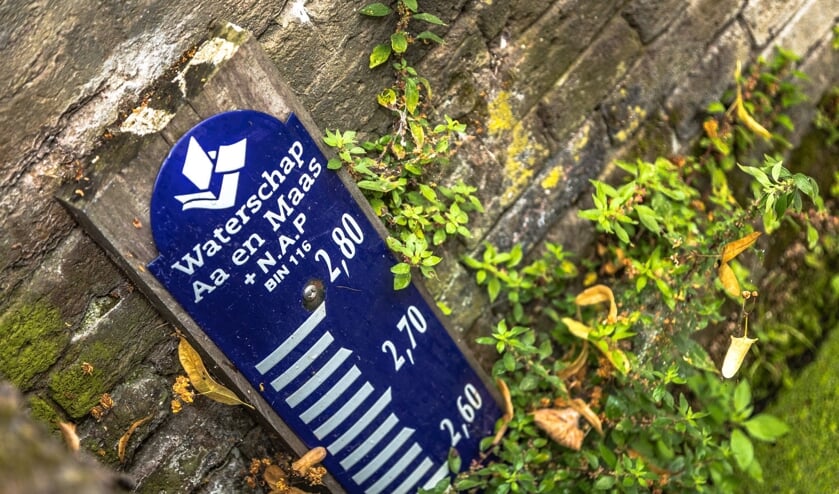 Waterschap
Aa en Maas
+ N.A.P
BIN 116
2,80
2,70
2,60